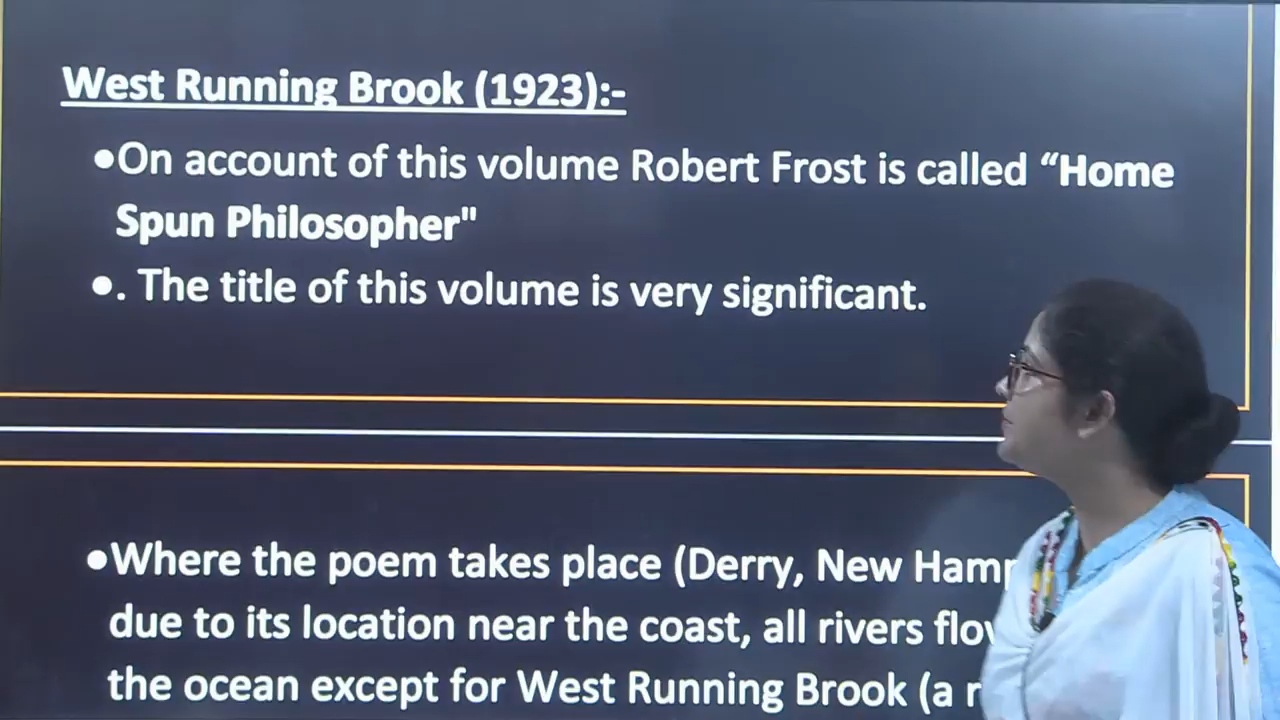 West Running Brook (1923):-
●On account of this volume Robert Frost is called “Home
Spun Philosopher"
●. The title of this volume is very significant.
●Where the poem takes place (Derry, New
due to its location near the coast, all rivers
the ocean except for West Running Brook (a